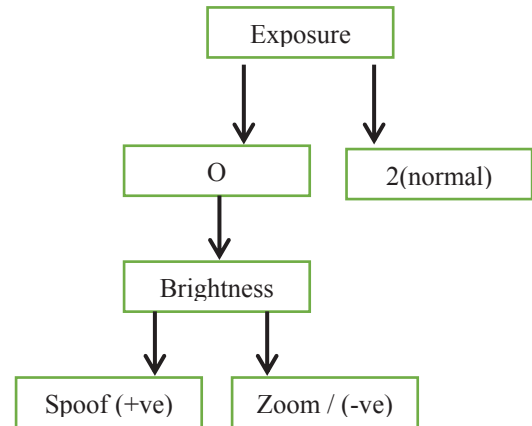 Exposure
O
2(normal)
Brightness
Spoof (+ve)
Zoom / (-ve)